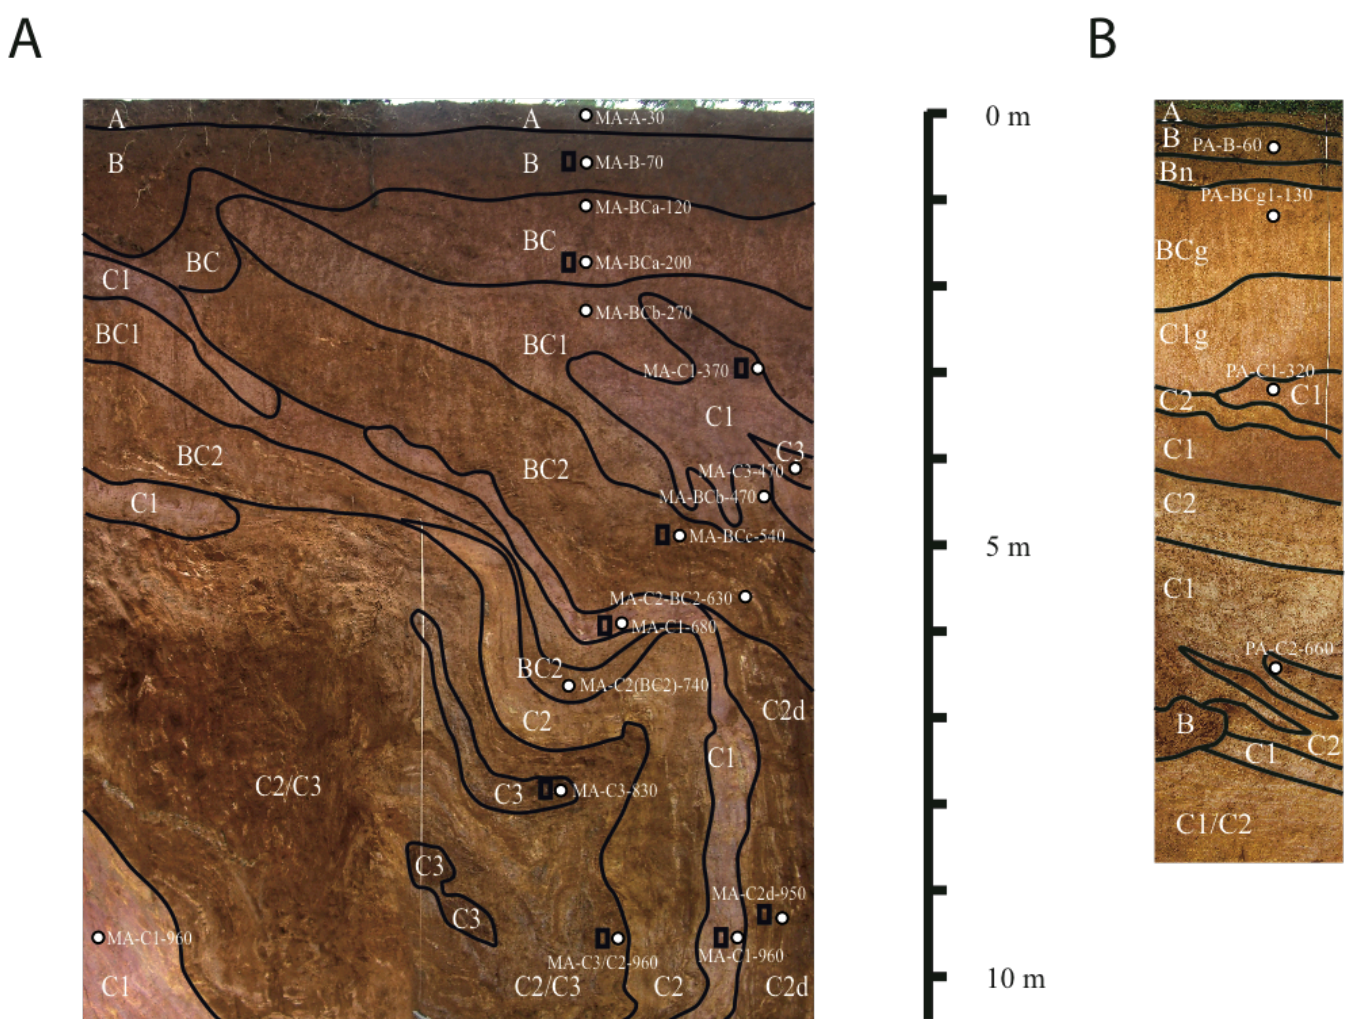 A
B
A
A
MA-A-30
0 m
A
B
B
MA-B-70
B
PA-B-60
Bn
MA-BCa-120
PA-BCg1-130
BC
BC
MA-BCa-200
BCg
C1
MA-BCb-270
BC1
BC1
C1g
MA-C1-370
PA-C1-320
C2
C1
C1
BC2
BC2
C3
C1
MA-C3-470
MA-BCb-470
C1
C2
MA-BCc-540
5 m
MA-C2-BC2-630
C1
MA-C1-680
PA-C2-660
BC2
MA-C2(BC2)-740
C2
C2d
B
C1
C2
C1
C2/C3
C3
MA-C3-830
C1/C2
C3
MA-C2d-950
C3
MA-C1-960
MA-C3/C2-960
MA-C1-960
C1
C2/C3
C2
C2d
10 m